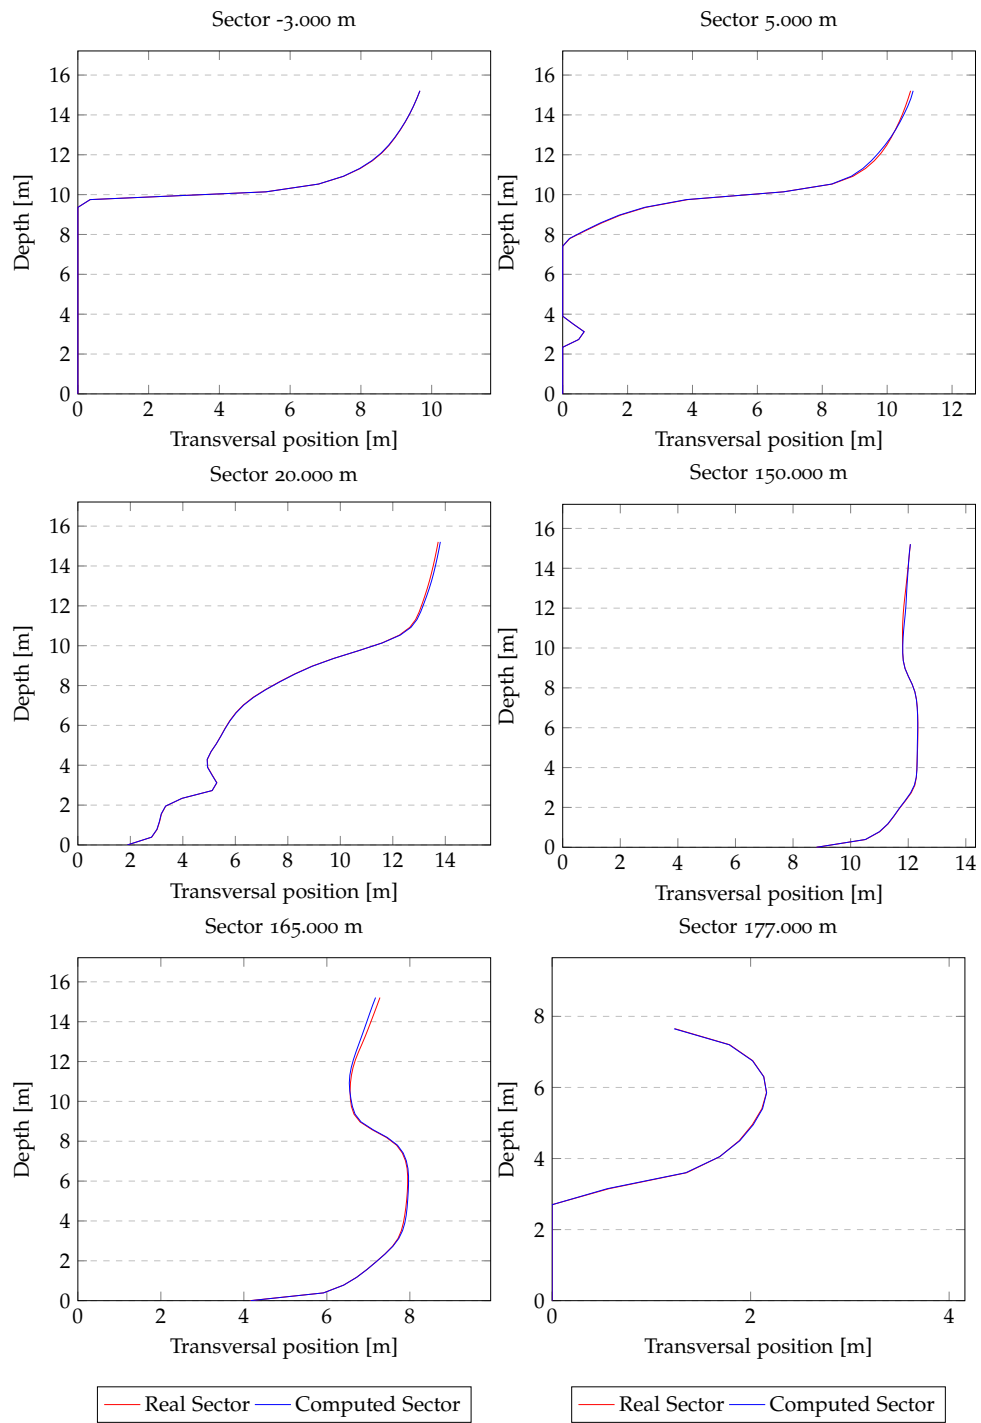 Sector -3.000 m
Sector 5.000 m
16
14
12
10
8
6
4
2
0
Depth [m]
0 2 4 6 8 10
Transversal position [m]
16
14
12
10
8
6
4
2
0
Depth [m]
0 2 4 6 8 10 12
Transversal position [m]
Sector 20.000 m
Sector 150.000 m
16
14
12
10
8
6
4
2
0
Depth [m]
0 2 4 6 8 10 12 14
Transversal position [m]
16
14
12
10
8
6
4
2
0
Depth [m]
0 2 4 6 8 10 12 14
Transversal position [m]
Sector 165.000 m
Sector 177.000 m
16
14
12
10
8
6
4
2
0
Depth [m]
0 2 4 6 8
Transversal position [m]
8
6
4
2
0
Depth [m]
0 2 4
Transversal position [m]
Real Sector Computed Sector
Real Sector Computed Sector